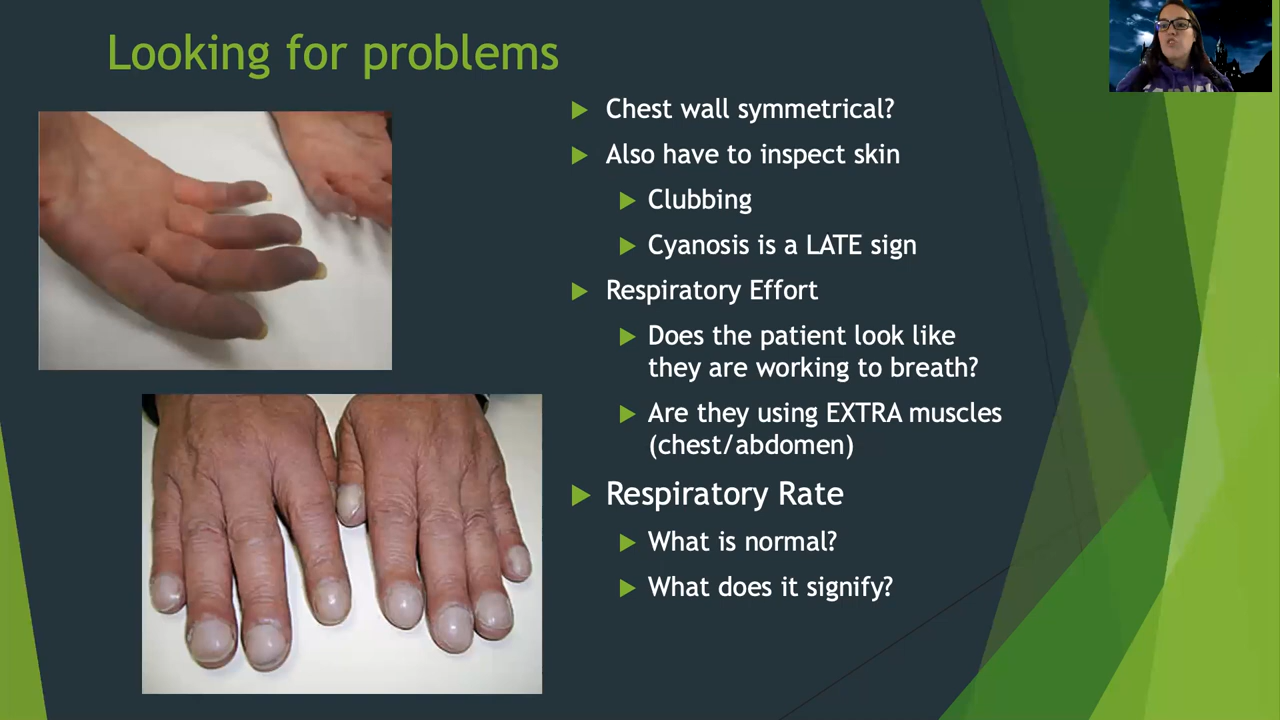 Looking for problems
Chest wall symmetrical?
Also have to inspect skin
Clubbing
Cyanosis is a LATE sign
Respiratory Effort
Does the patient look like
they are working to breath?
Are they using EXTRA muscles
(chest/abdomen)
Respiratory Rate
What is normal?
What does it signify?